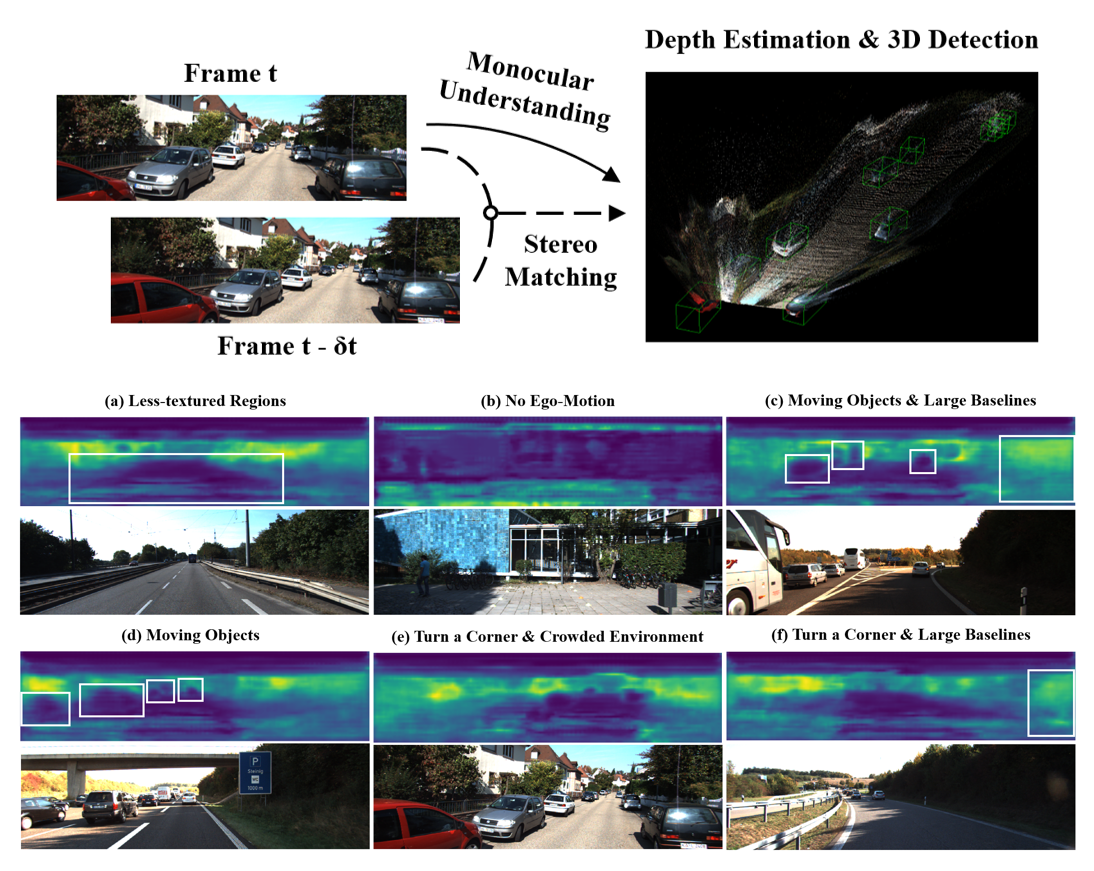 Depth Estimation & 3D Detection
Frame t
Monocular
Understanding
Stereo
Matching
Frame t - δt
(a) Less-textured Regions
(b) No Ego-Motion
(c) Moving Objects & Large Baselines
(d) Moving Objects
(e) Turn a Corner & Crowded Environment
(f) Turn a Corner & Large Baselines
P
WC
1000 m